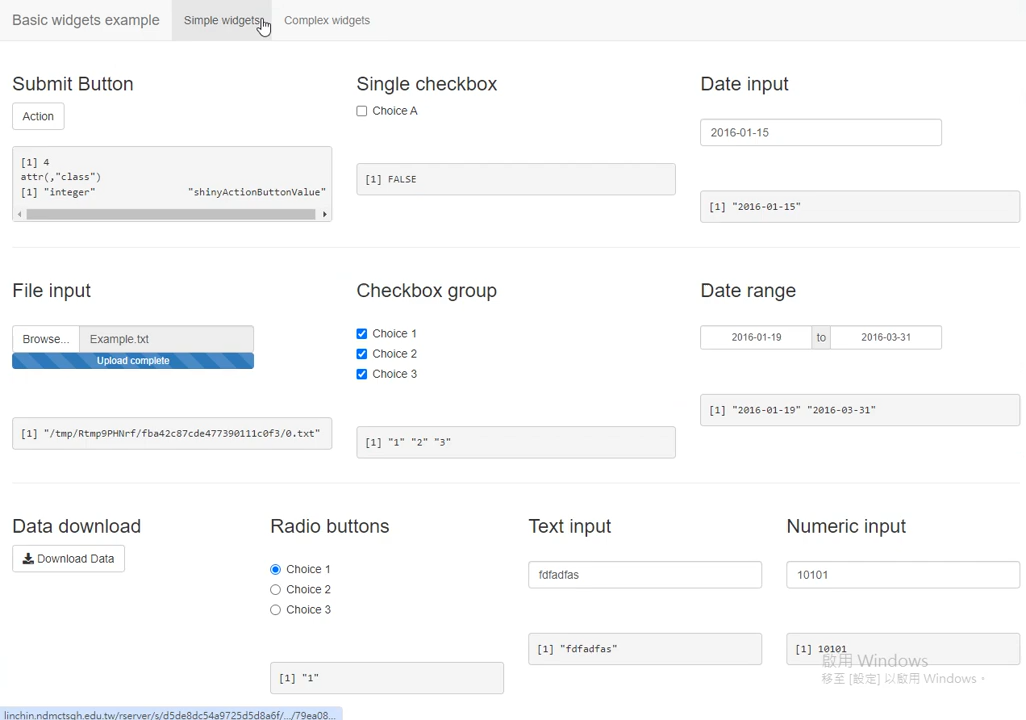 Basic widgets example
Simple widgets
Complex widgets
Submit Button
Action
[1] 4
attr(,"class")
[1] "integer" "shinyActionButtonValue"
Single checkbox
Choice A
[1] FALSE
Date input
2016-01-15
[1] "2016-01-15"
File input
Browse...
Example.txt
Upload complete
[1] "/tmp/Rtmp9PHNrf/fba42c87cde477390111c0f3/0.txt"
Checkbox group
Choice 1
Choice 2
Choice 3
[1] "1" "2" "3"
Date range
2016-01-19 to 2016-03-31
[1] "2016-01-19" "2016-03-31"
Data download
Download Data
Radio buttons
Choice 1
Choice 2
Choice 3
[1] "1"
Text input
fdfadfas
[1] "fdfadfas"
Numeric input
10101
[1] 10101
啟用 Windows
移至 [設定] 以啟用 Windows。
linchin.ndmctsgh.edu.tw/rserver/s/d5de8dc54a9725d5d8a6f/.../79ea08...